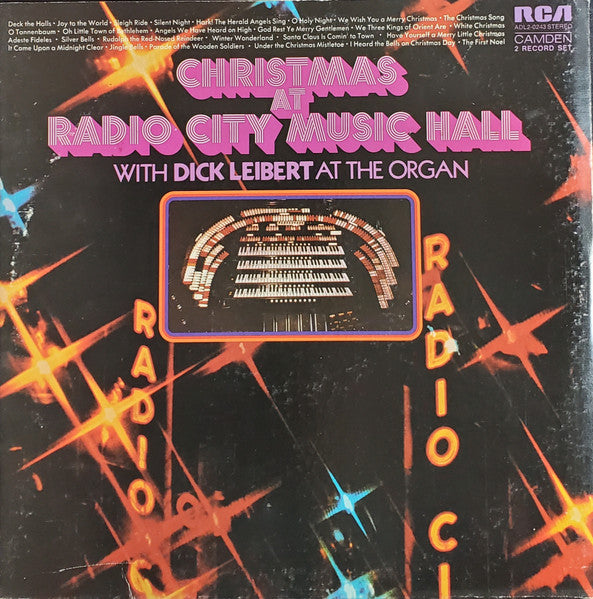 Deck the Halls • Joy to the World • Sleigh Ride • Silent Night • Hark! The Herald Angels Sing • O Holy Night • We Wish You a Merry Christmas • The Christmas Song
O Tannenbaum • Oh Little Town of Bethlehem • Angels We Have Heard on High • God Rest Ye Merry Gentlemen • We Three Kings of Orient Are • White Christmas
Adeste Fideles • Silver Bells • Rudolph the Red-Nosed Reindeer • Winter Wonderland • Santa Claus Is Comin' to Town • Have Yourself a Merry Little Christmas
It Came Upon a Midnight Clear • Jingle Bells • Parade of the Wooden Soldiers • Under the Christmas Mistletoe • I Heard the Bells on Christmas Day • The First Noel
RCA
ADL2-0243 STEREO
CAMDEN
2 RECORD SET
CHRISTMAS
AT
RADIO CITY MUSIC HALL
WITH DICK LEIBERT AT THE ORGAN
RADIO C
RADIO CI